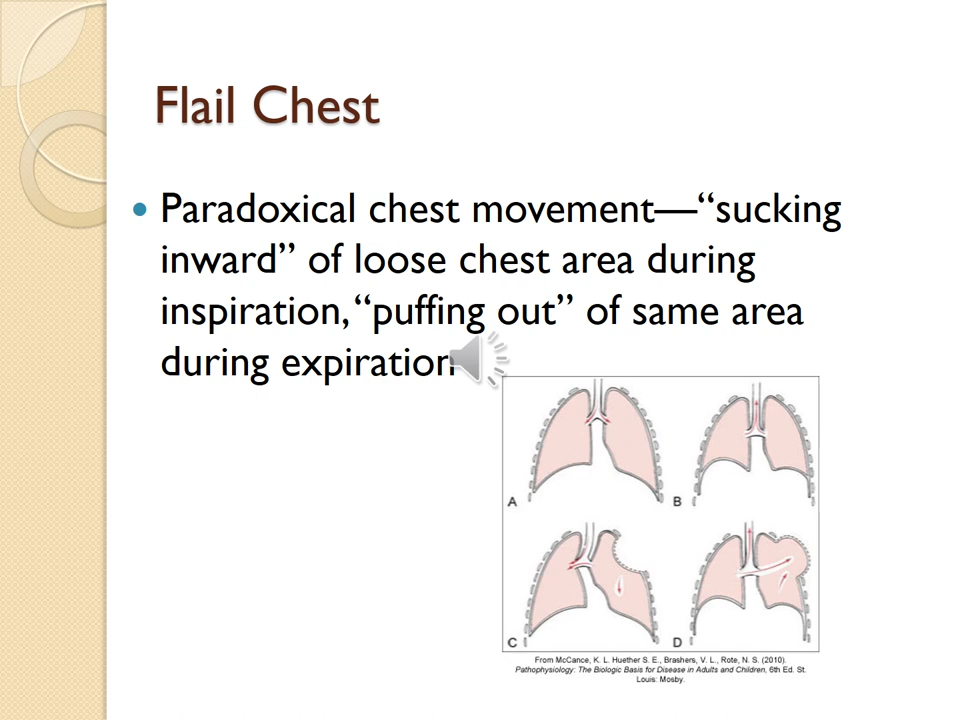 Flail Chest
Paradoxical chest movement—“sucking
inward” of loose chest area during
inspiration, “puffing out” of same area
during expiration
A
B
C
D
From McCance, K. L. Huether S. E., Brashers, V. L., Rote, N. S. (2010).
Pathophysiology: The Biologic Basis for Disease in Adults and Children, 6th Ed. St.
Louis: Mosby.